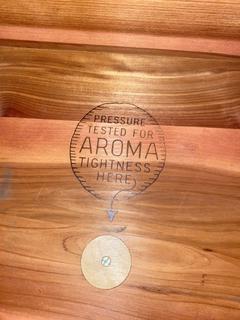 PRESSURE
TESTED FOR
AROMA
TIGHTNESS
HERE